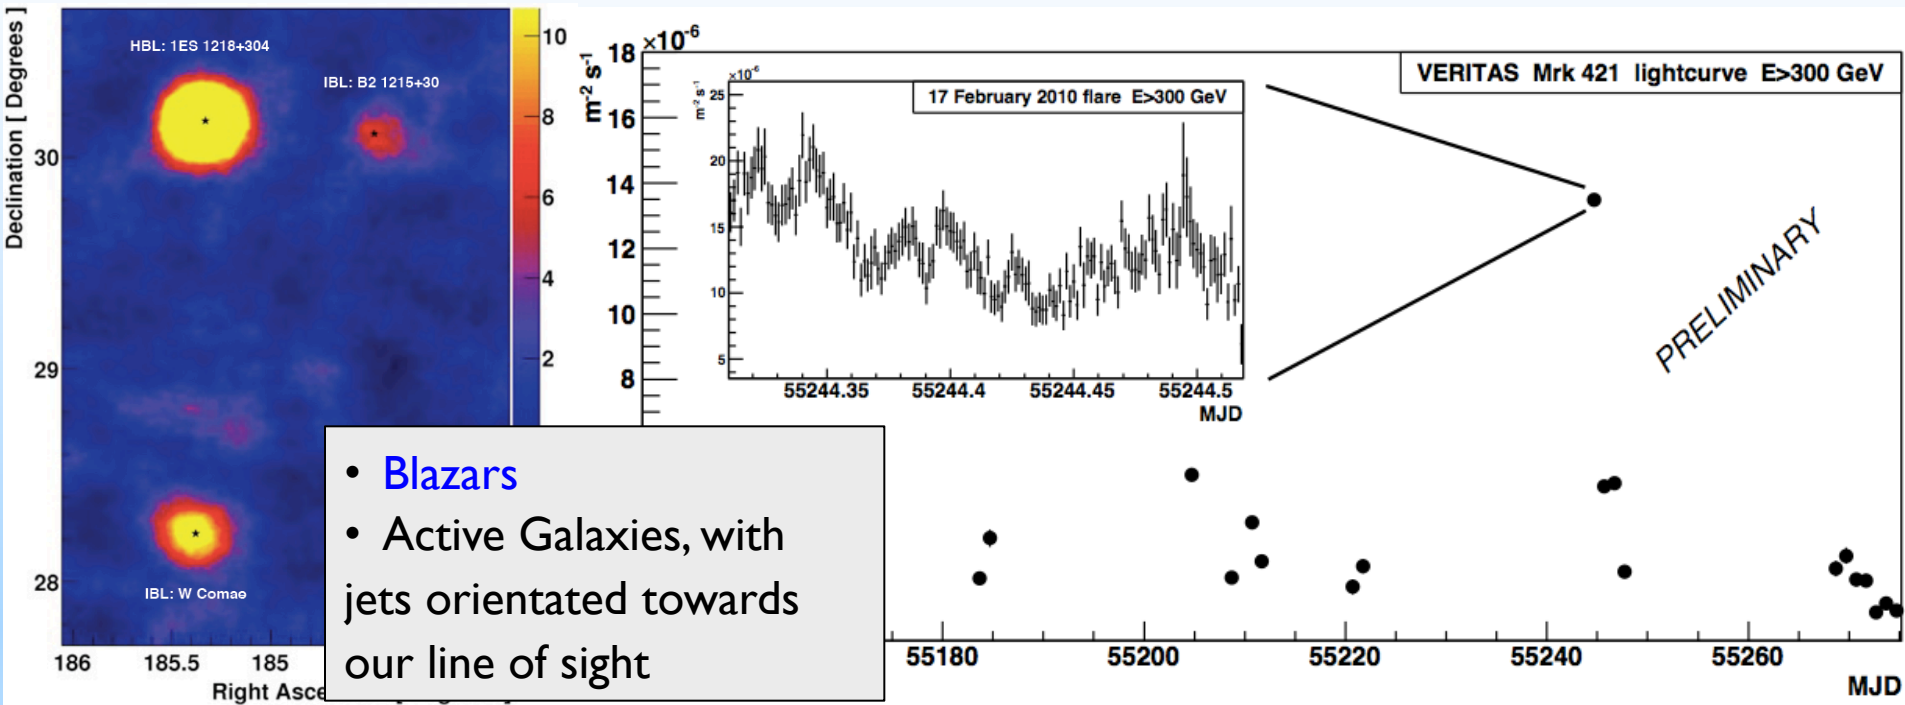 Declination [ Degrees ]
HBL: 1ES 1218+304
IBL: B2 1215+30
IBL: W Comae
30
29
28
186
185.5
185
Right Asce
10
8
6
4
2
m⁻² s⁻¹
×10⁻⁶
18
16
14
12
10
8
VERITAS Mrk 421 lightcurve E>300 GeV
×10⁻⁶
m⁻² s⁻¹
17 February 2010 flare E>300 GeV
25
20
15
10
5
55244.35
55244.4
55244.45
55244.5
MJD
PRELIMINARY
• Blazars
• Active Galaxies, with
jets orientated towards
our line of sight
55180
55200
55220
55240
55260
MJD